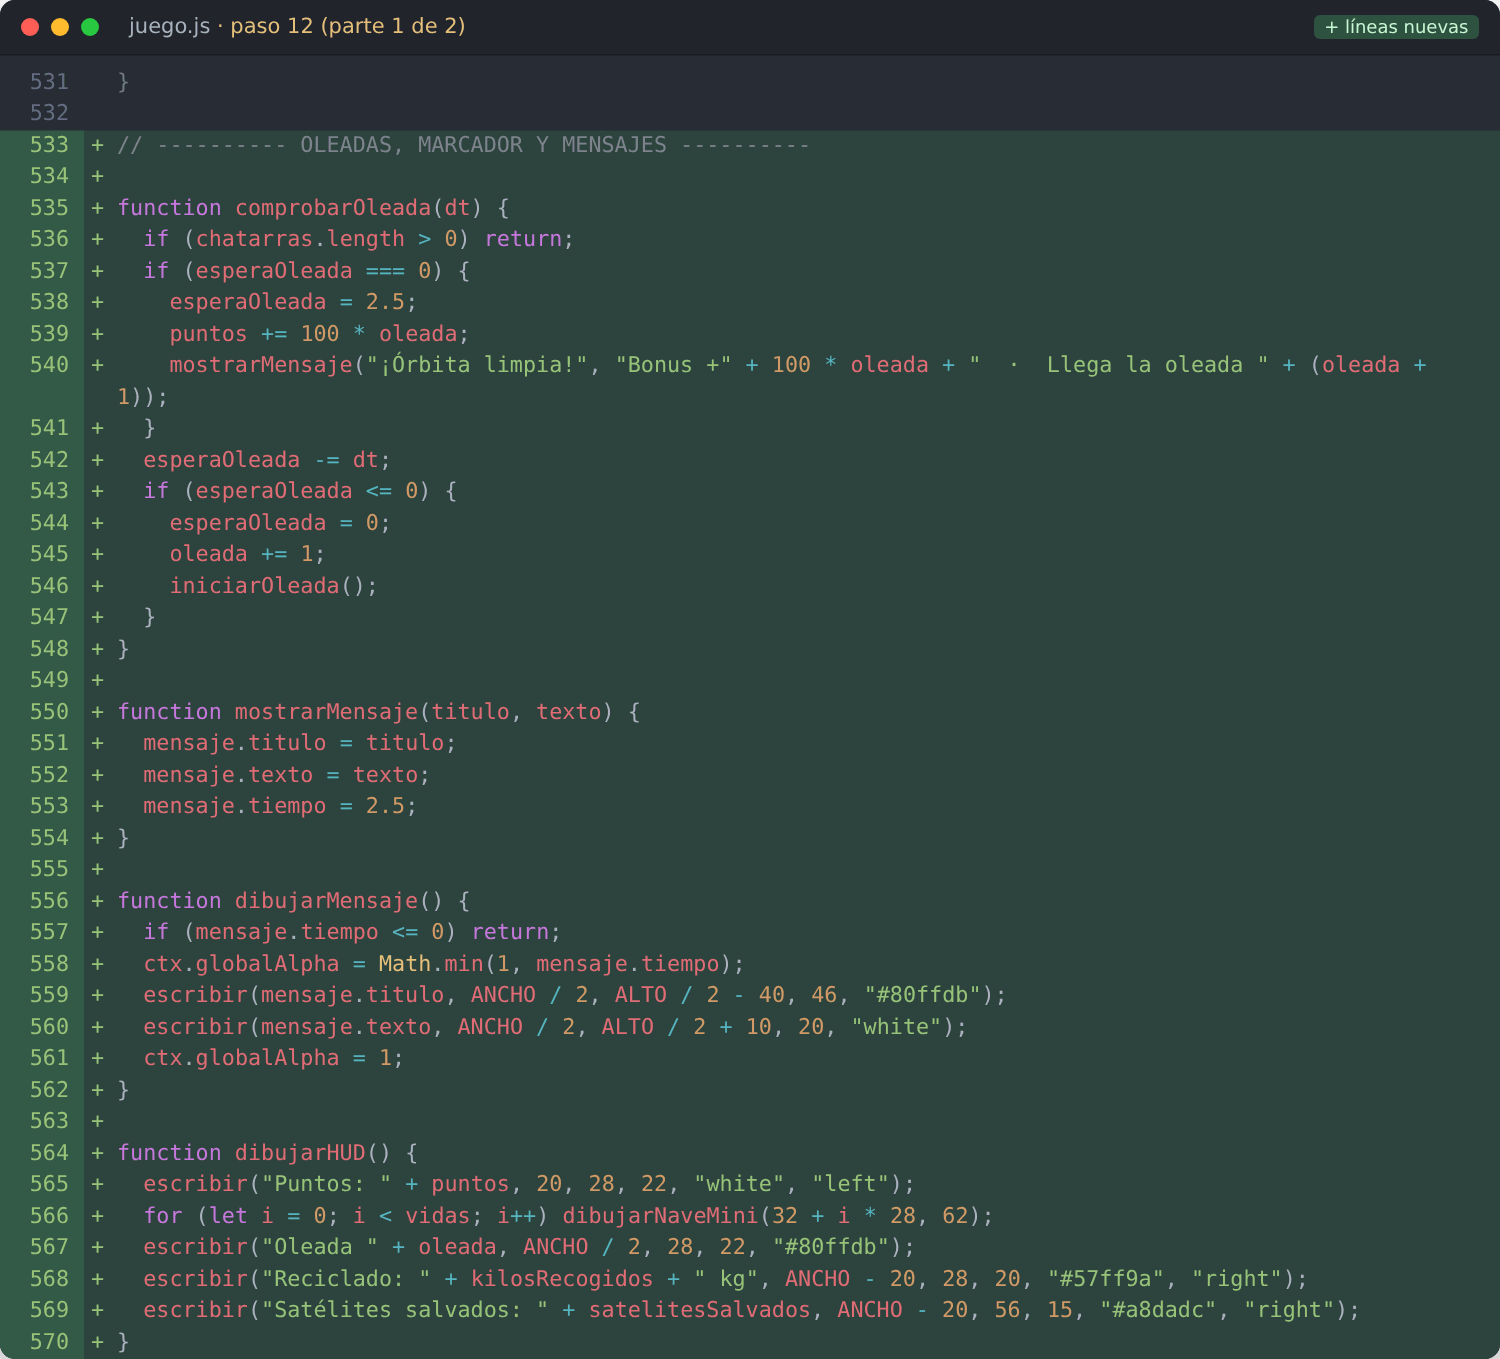 juego.js · paso 12 (parte 1 de 2)
+ líneas nuevas
531 }
532
533 + // ---------- OLEADAS, MARCADOR Y MENSAJES ----------
534 +
535 + function comprobarOleada(dt) {
536 +   if (chatarras.length > 0) return;
537 +   if (esperaOleada === 0) {
538 +     esperaOleada = 2.5;
539 +     puntos += 100 * oleada;
540 +     mostrarMensaje("¡Órbita limpia!", "Bonus +" + 100 * oleada + "  ·  Llega la oleada " + (oleada +
1));
541 +   }
542 +   esperaOleada -= dt;
543 +   if (esperaOleada <= 0) {
544 +     esperaOleada = 0;
545 +     oleada += 1;
546 +     iniciarOleada();
547 +   }
548 + }
549 +
550 + function mostrarMensaje(titulo, texto) {
551 +   mensaje.titulo = titulo;
552 +   mensaje.texto = texto;
553 +   mensaje.tiempo = 2.5;
554 + }
555 +
556 + function dibujarMensaje() {
557 +   if (mensaje.tiempo <= 0) return;
558 +   ctx.globalAlpha = Math.min(1, mensaje.tiempo);
559 +   escribir(mensaje.titulo, ANCHO / 2, ALTO / 2 - 40, 46, "#80ffdb");
560 +   escribir(mensaje.texto, ANCHO / 2, ALTO / 2 + 10, 20, "white");
561 +   ctx.globalAlpha = 1;
562 + }
563 +
564 + function dibujarHUD() {
565 +   escribir("Puntos: " + puntos, 20, 28, 22, "white", "left");
566 +   for (let i = 0; i < vidas; i++) dibujarNaveMini(32 + i * 28, 62);
567 +   escribir("Oleada " + oleada, ANCHO / 2, 28, 22, "#80ffdb");
568 +   escribir("Reciclado: " + kilosRecogidos + " kg", ANCHO - 20, 28, 20, "#57ff9a", "right");
569 +   escribir("Satélites salvados: " + satelitesSalvados, ANCHO - 20, 56, 15, "#a8dadc", "right");
570 + }